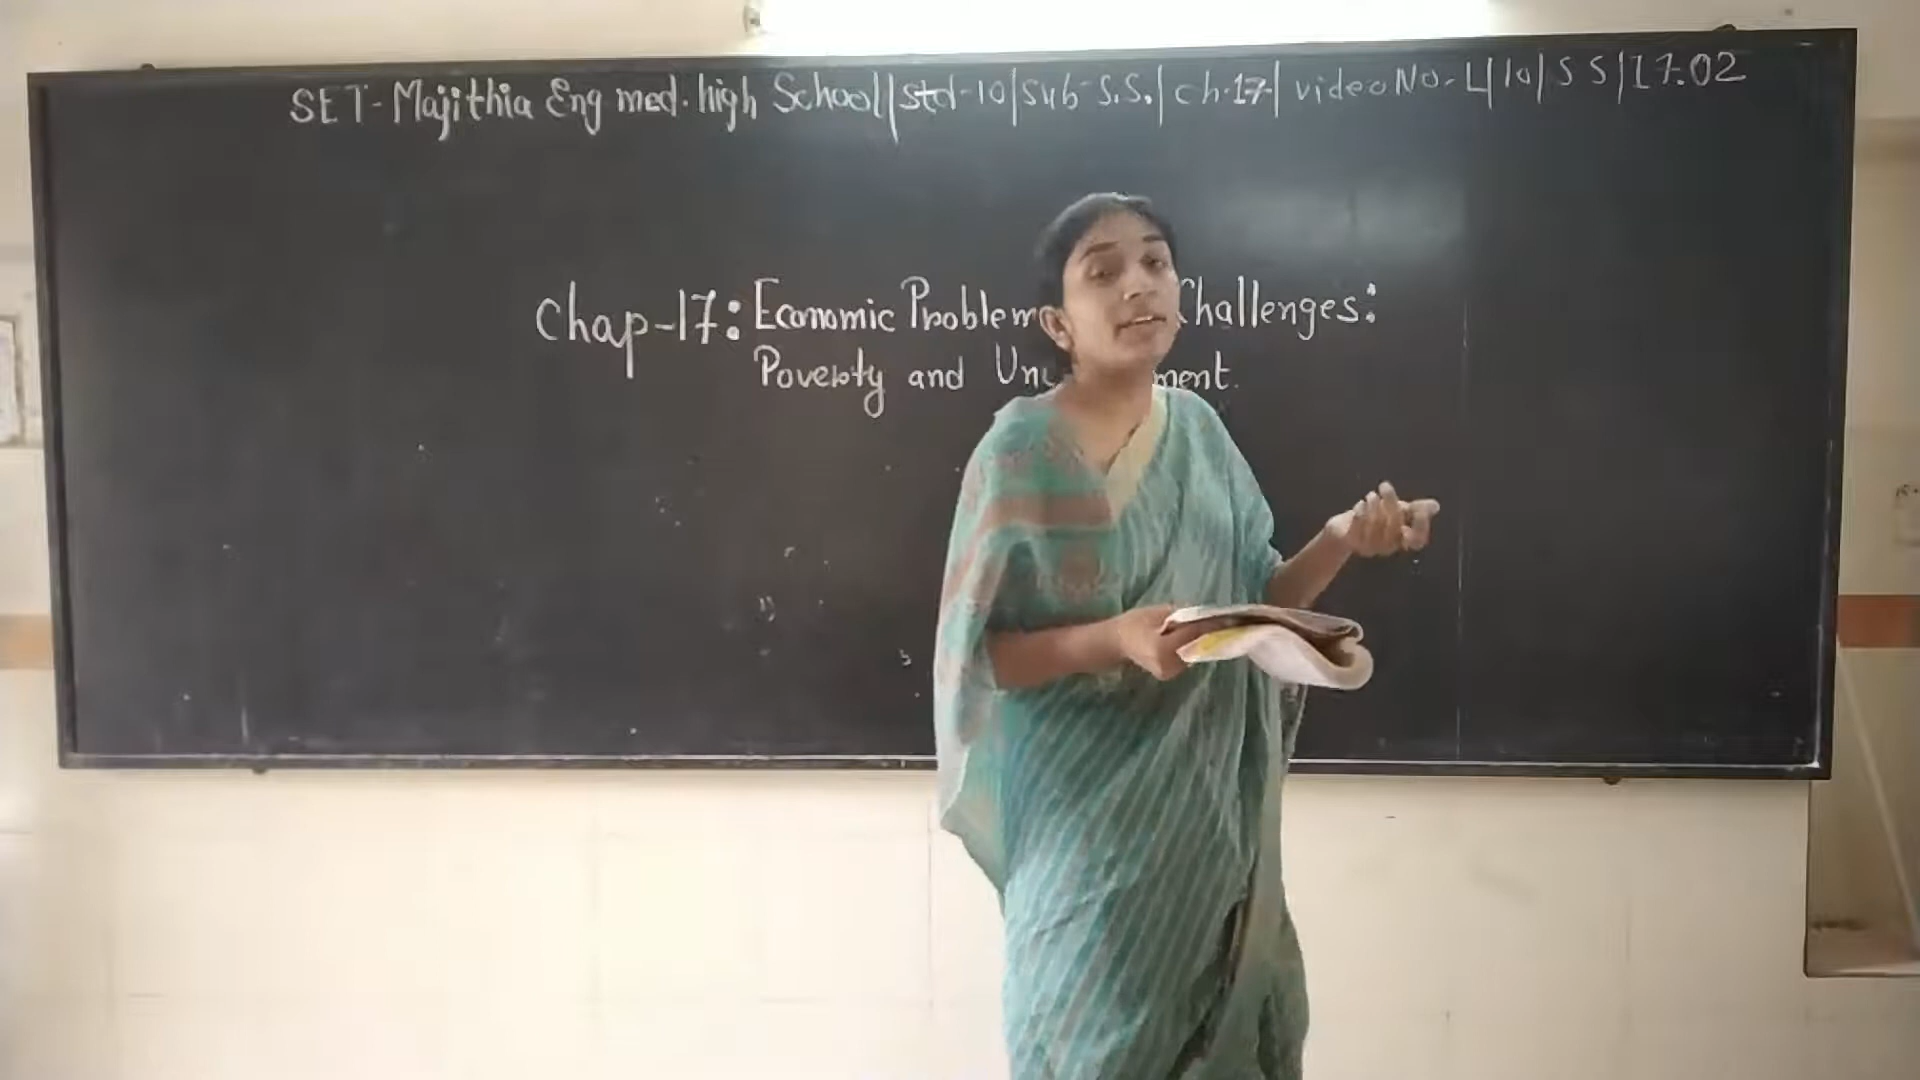 SET-Majithia Eng med. high School|Std-10|Sub-S.S.|ch.17|video No-4|10|SS|17.02
Chap-17: Economic Problem Challenges:
Poverty and